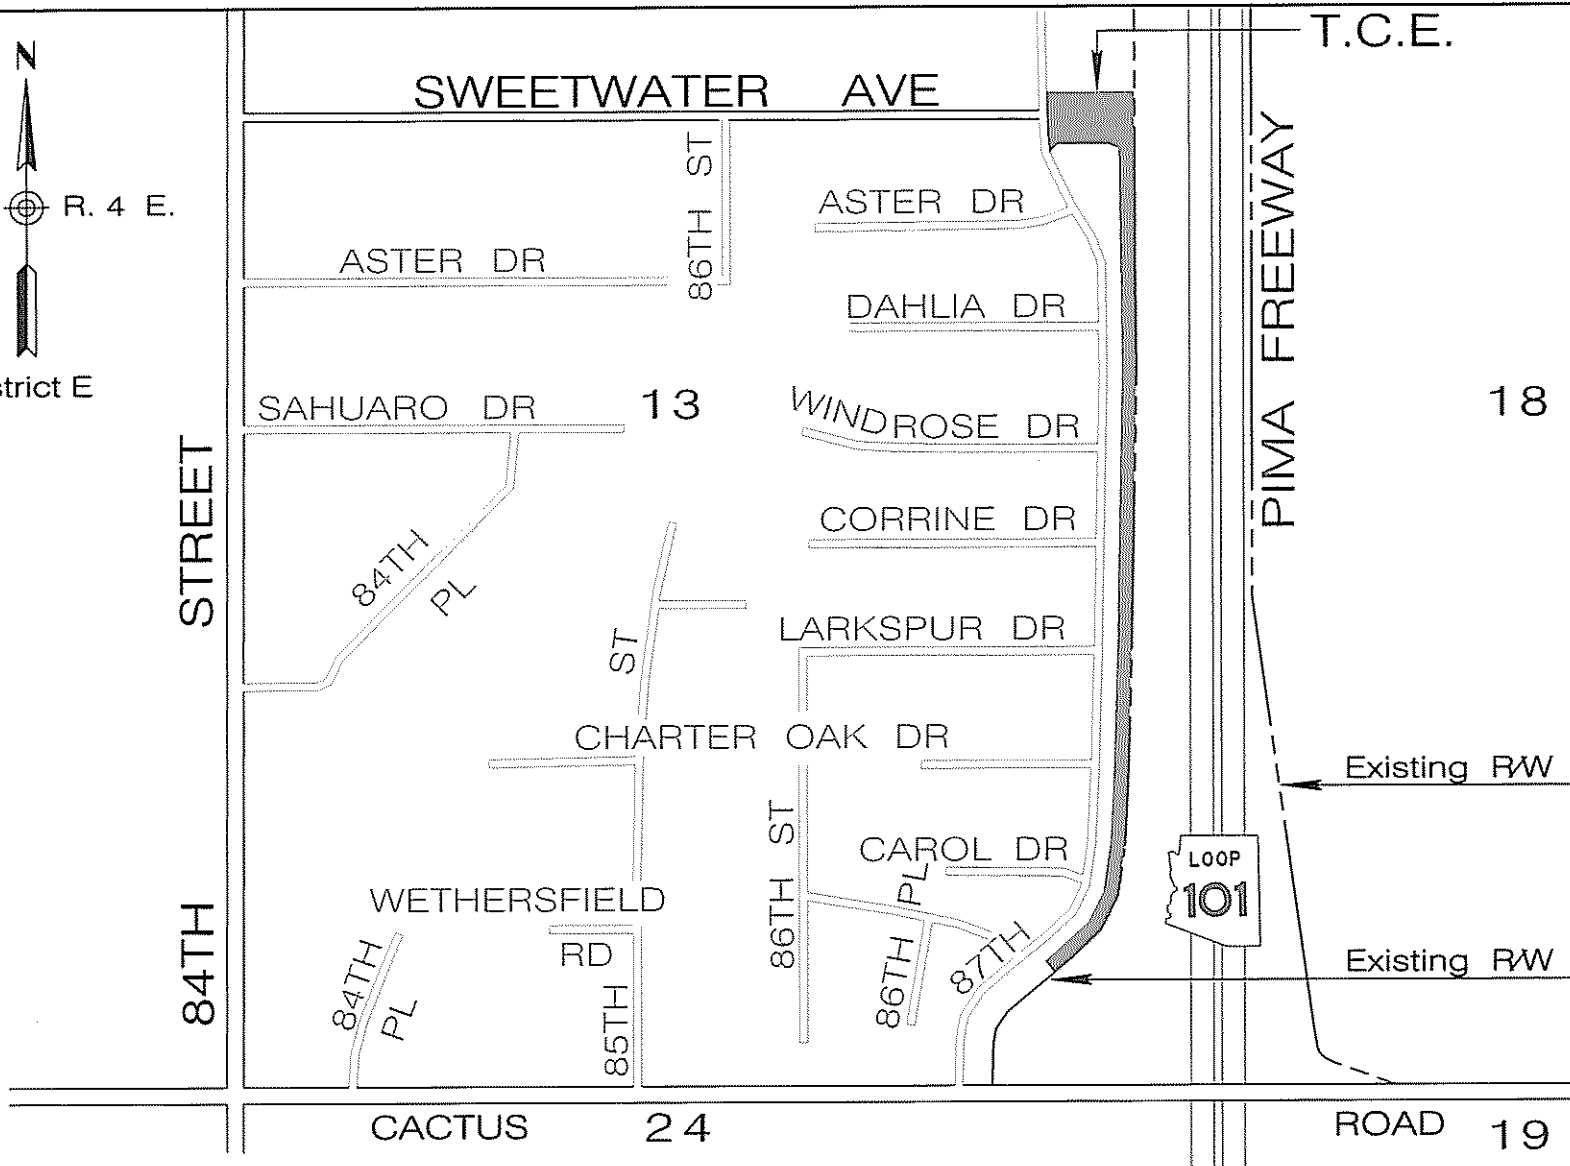 T.C.E.
N
SWEETWATER AVE
86TH ST
R. 4 E.
ASTER DR
ASTER DR
PIMA FREEWAY
DAHLIA DR
strict E
SAHUARO DR
13
WINDROSE DR
18
STREET
84TH
PL
CORRINE DR
ST
LARKSPUR DR
CHARTER OAK DR
Existing R/W
86TH ST
CAROL DR
LOOP
101
WETHERSFIELD
RD
84TH
84TH
PL
85TH
86TH
PL
87TH
Existing R/W
CACTUS
24
ROAD
19